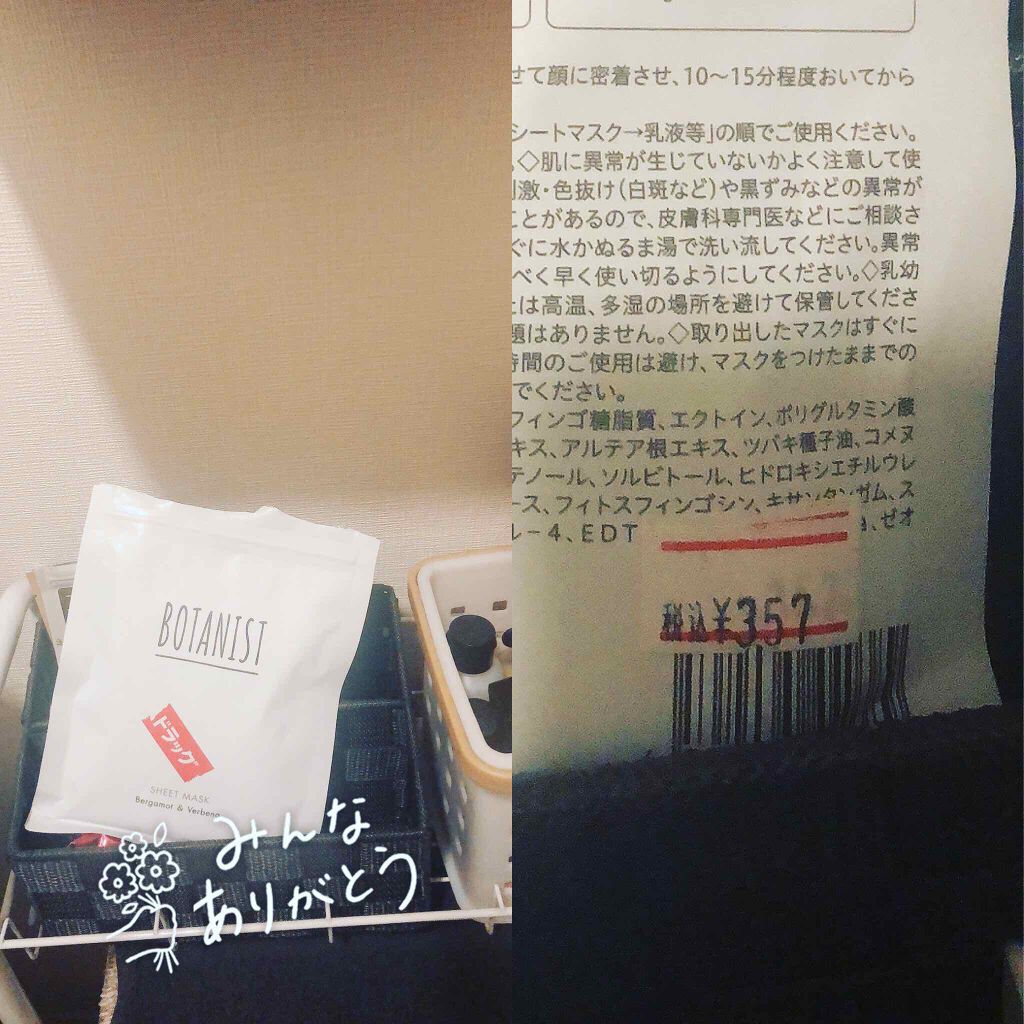 BOTANIST
ドラッグ
SHEET MASK
Bergamot & Verbena
みんな
ありがとう
せて顔に密着させ、10〜15分程度おいてから
シートマスク→乳液等」の順でご使用ください。
◇肌に異常が生じていないかよく注意して使
激・色抜け(白斑など)や黒ずみなどの異常が
ことがあるので、皮膚科専門医などにご相談さ
ぐに水かぬるま湯で洗い流してください。異常
べく早く使い切るようにしてください。◇乳幼
は高温、多湿の場所を避けて保管してくださ
題はありません。◇取り出したマスクはすぐに
時間のご使用は避け、マスクをつけたままでの
でください。
フィンゴ糖脂質、エクトイン、ポリグルタミン酸
キス、アルテア根エキス、ツバキ種子油、コメヌ
テノール、ソルビトール、ヒドロキシエチルウレ
ース、フィトスフィンゴシン、キサンタンガム、ス
ー4、EDT
、ゼオ
税込¥357